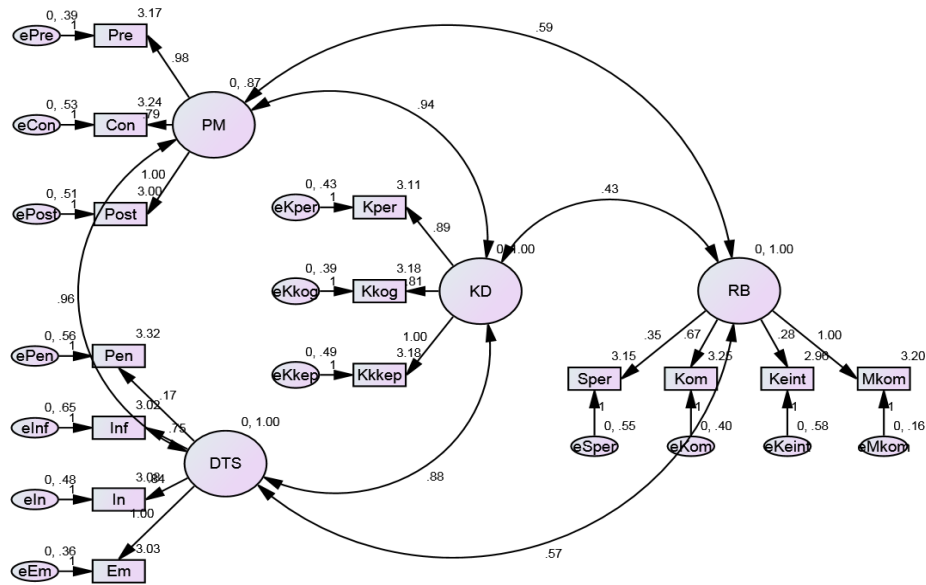 0, .39
3.17
ePre
1
Pre
.98
0, .53
3.24
eCon
1
Con
.79
0, .87
PM
0, .51
1.00
3.00
ePost
1
Post
.59
.94
.96
0, .43
3.11
eKper
1
Kper
.89
0, .39
3.18
eKkog
1
Kkog
.81
0, .49
1.00
3.18
eKkep
1
Kkkep
0, 1.00
KD
.43
0, 1.00
RB
.35
.67
.28
1.00
3.15
3.25
2.90
3.20
Sper
Kom
Keint
Mkom
1
1
1
1
0, .55
0, .40
0, .58
0, .16
eSper
eKom
eKeint
eMkom
0, .56
3.32
ePen
1
Pen
.17
0, .65
3.02
eInf
1
Inf
.75
0, 1.00
DTS
0, .48
3.08
.84
eIn
1
In
1.00
0, .36
3.03
eEm
1
Em
.88
.57